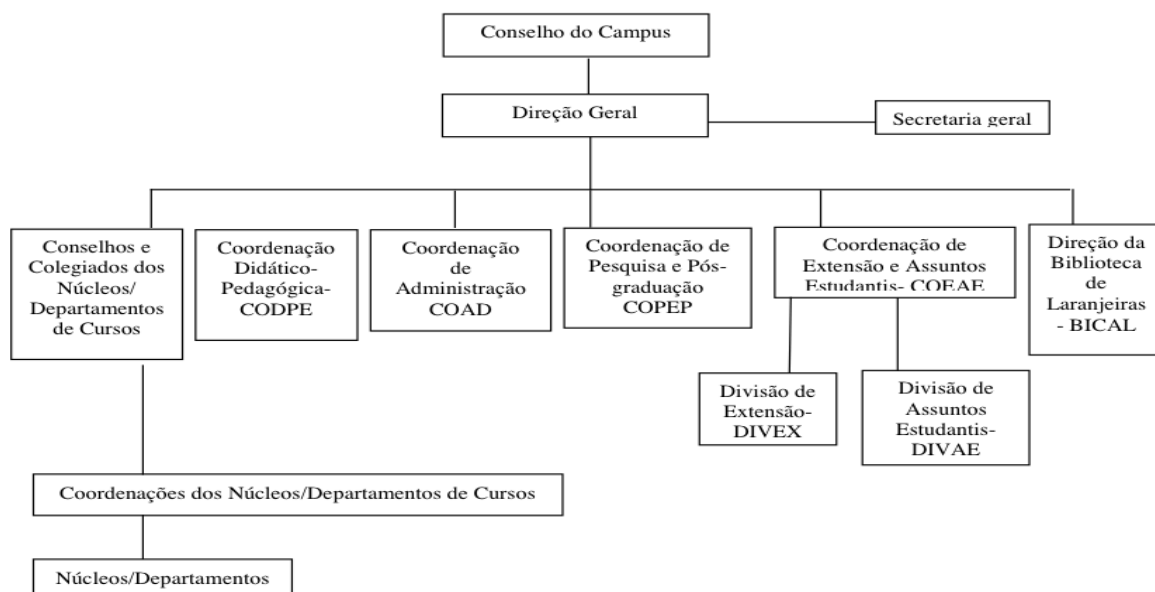 Conselho do Campus
Direção Geral
Secretaria geral
Conselhos e
Colegiados dos
Núcleos/
Departamentos
de Cursos
Coordenação
Didático-
Pedagógica-
CODPE
Coordenação
de
Administração
COAD
Coordenação de
Pesquisa e Pós-
graduação
COPEP
Coordenação de
Extensão e Assuntos
Estudantis- COEAE
Direção da
Biblioteca
de
Laranjeiras
- BICAL
Divisão de
Extensão-
DIVEX
Divisão de
Assuntos
Estudantis-
DIVAE
Coordenações dos Núcleos/Departamentos de Cursos
Núcleos/Departamentos